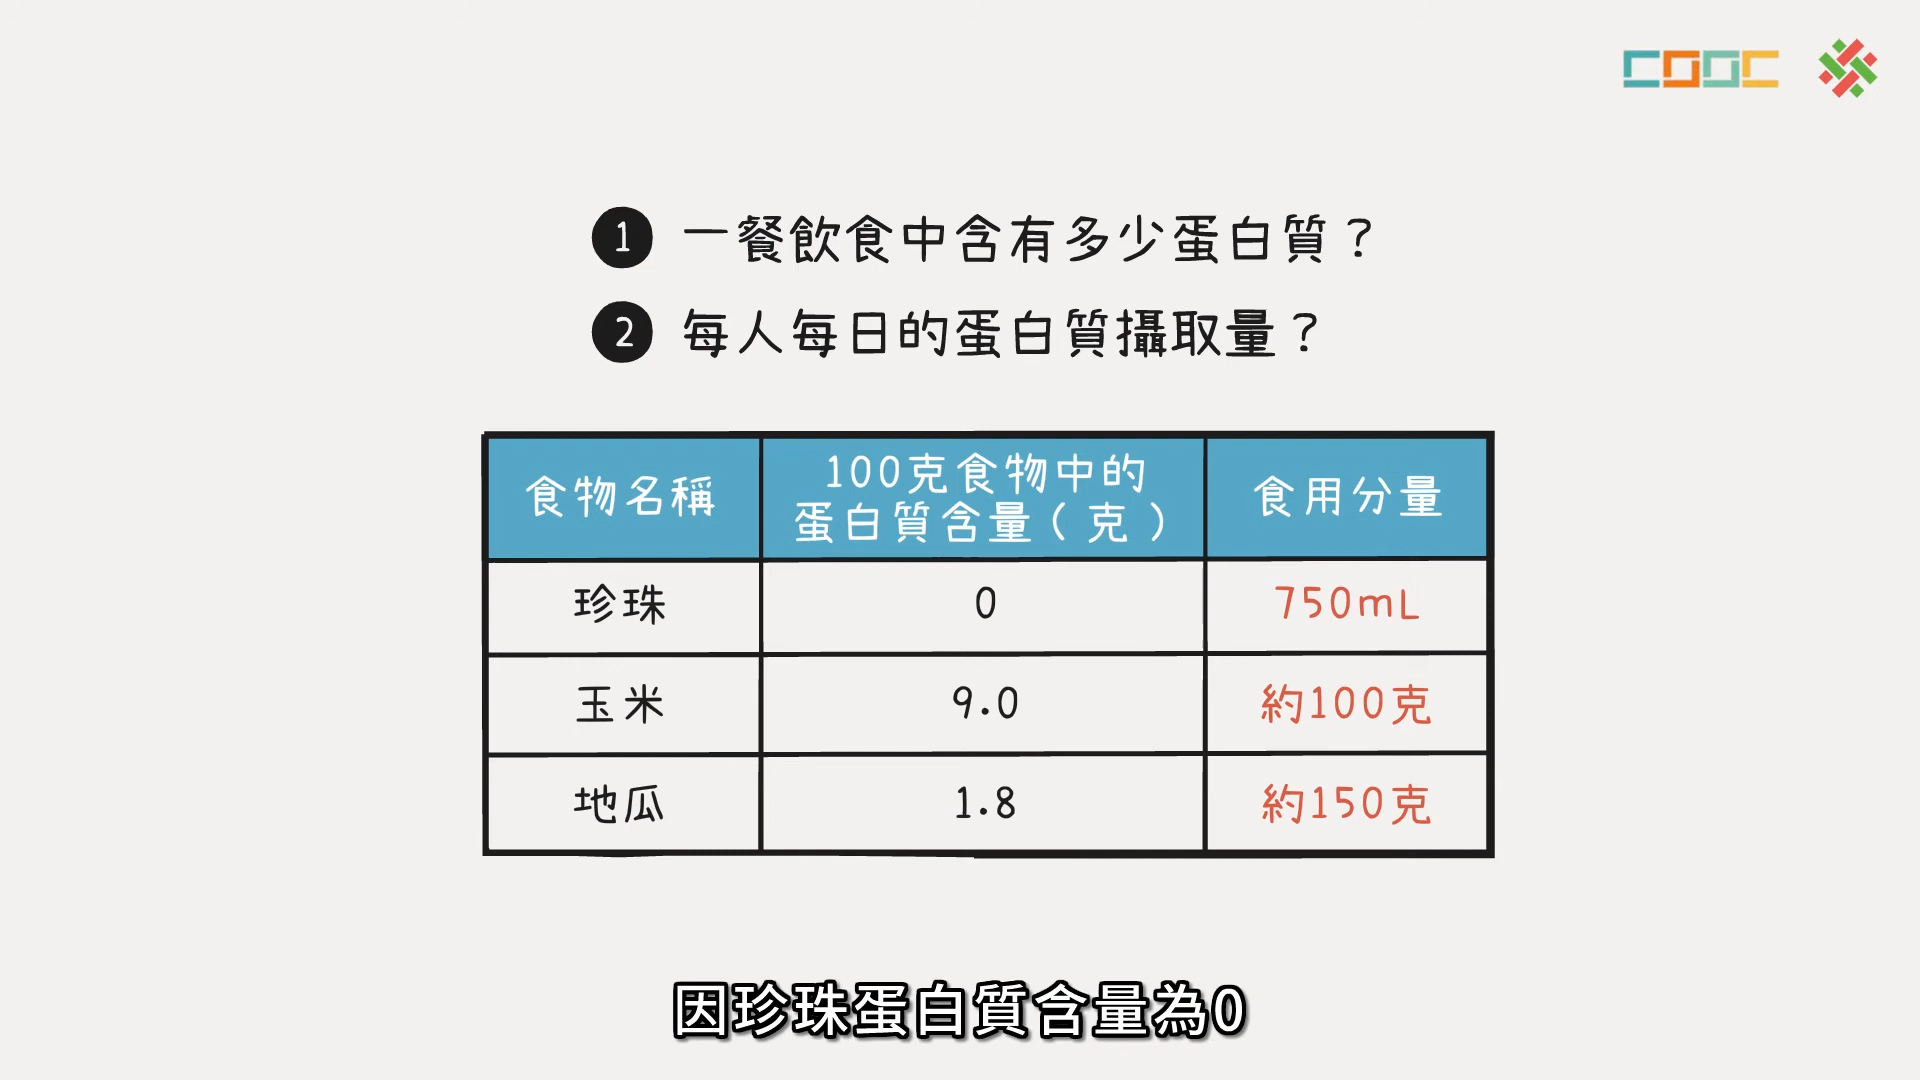 COOC
1 一餐飲食中含有多少蛋白質？
2 每人每日的蛋白質攝取量？
食物名稱 100克食物中的蛋白質含量(克) 食用分量
珍珠 0 750mL
玉米 9.0 約100克
地瓜 1.8 約150克
因珍珠蛋白質含量為0